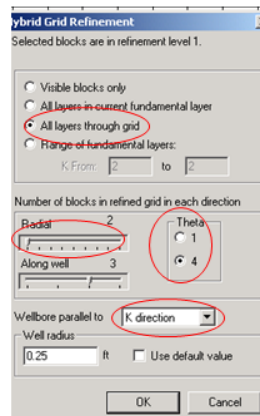 ybrid Grid Refinement
Selected blocks are in refinement level 1.
Visible blocks only
All layers in current fundamental layer
All layers through grid
Range of fundamental layers:
K From: 2 to 2
Number of blocks in refined grid in each direction
Radial 2
Theta
1
4
Along well 3
Wellbore parallel to K direction
Well radius
0.25 ft Use default value
OK Cancel